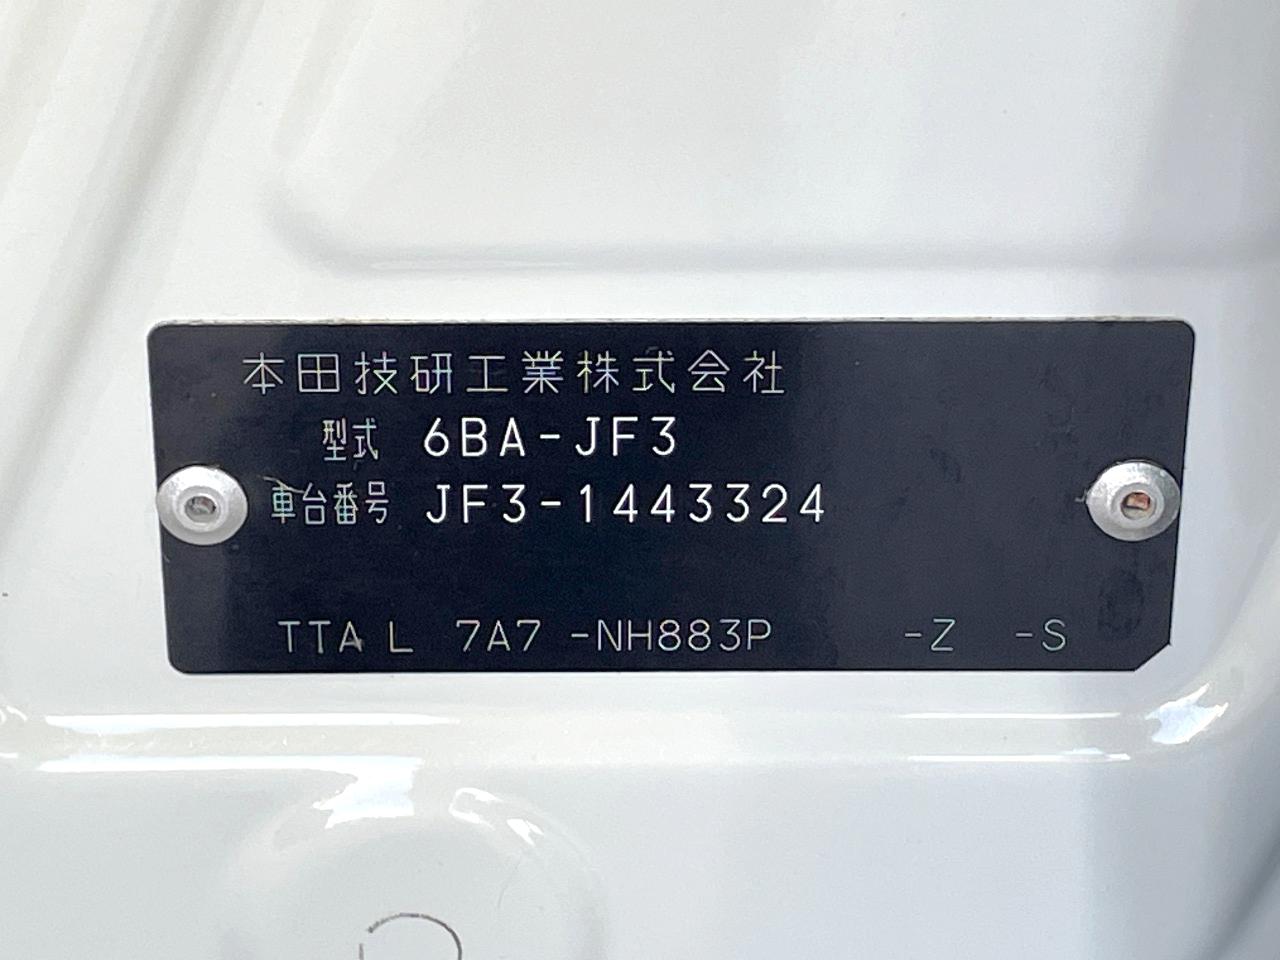 本田技研工業株式会社
型式 6BA-JF3
車台番号 JF3-1443324
TTA L 7A7 -NH883P -Z -S